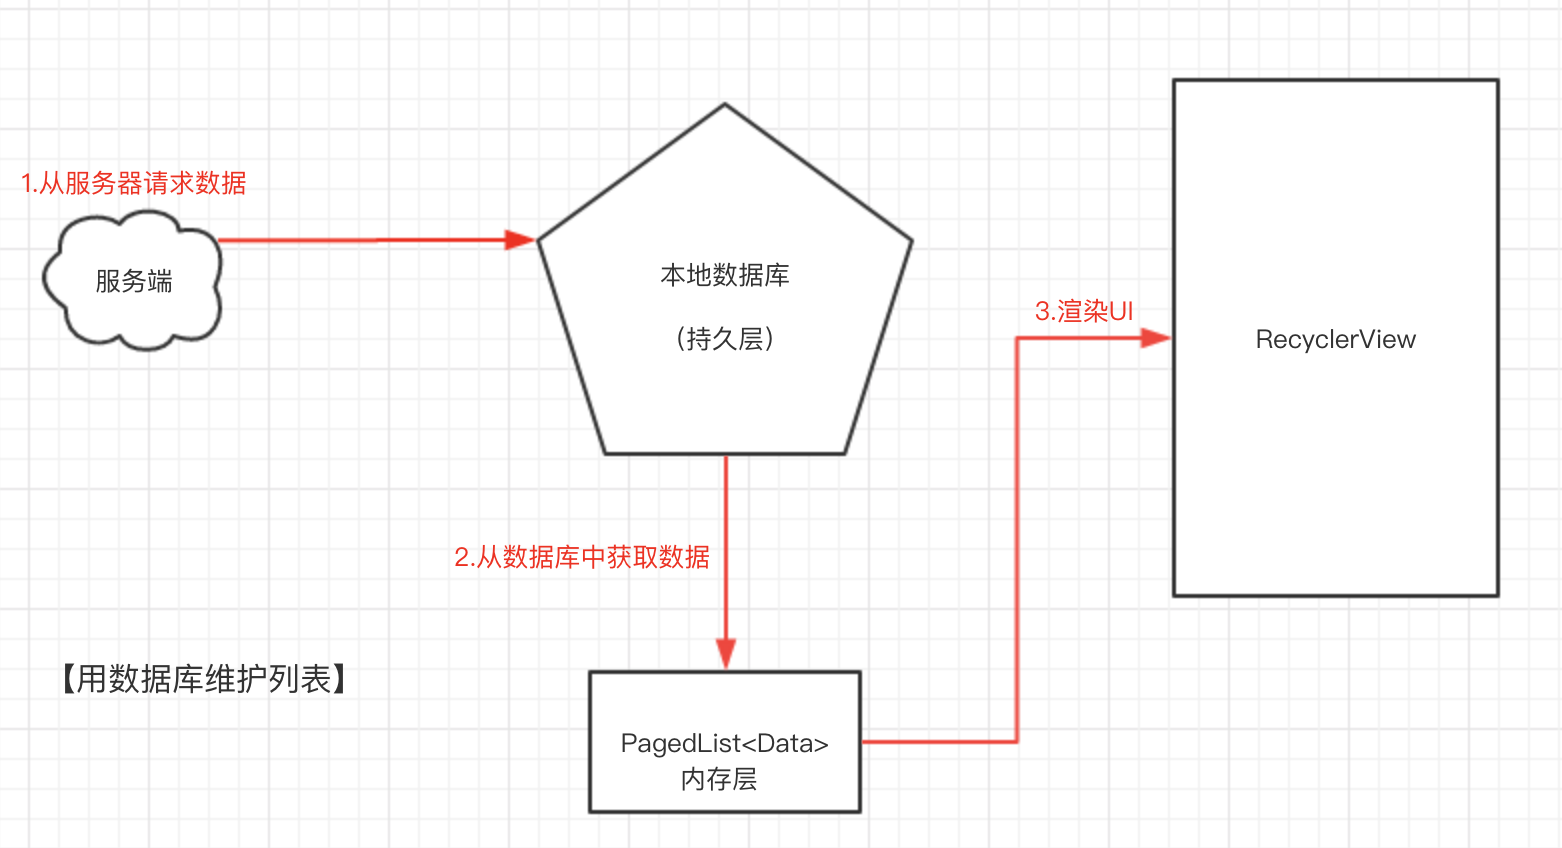 1.从服务器请求数据
服务端
本地数据库
（持久层）
3.渲染UI
RecyclerView
2.从数据库中获取数据
【用数据库维护列表】
PagedList<Data>
内存层